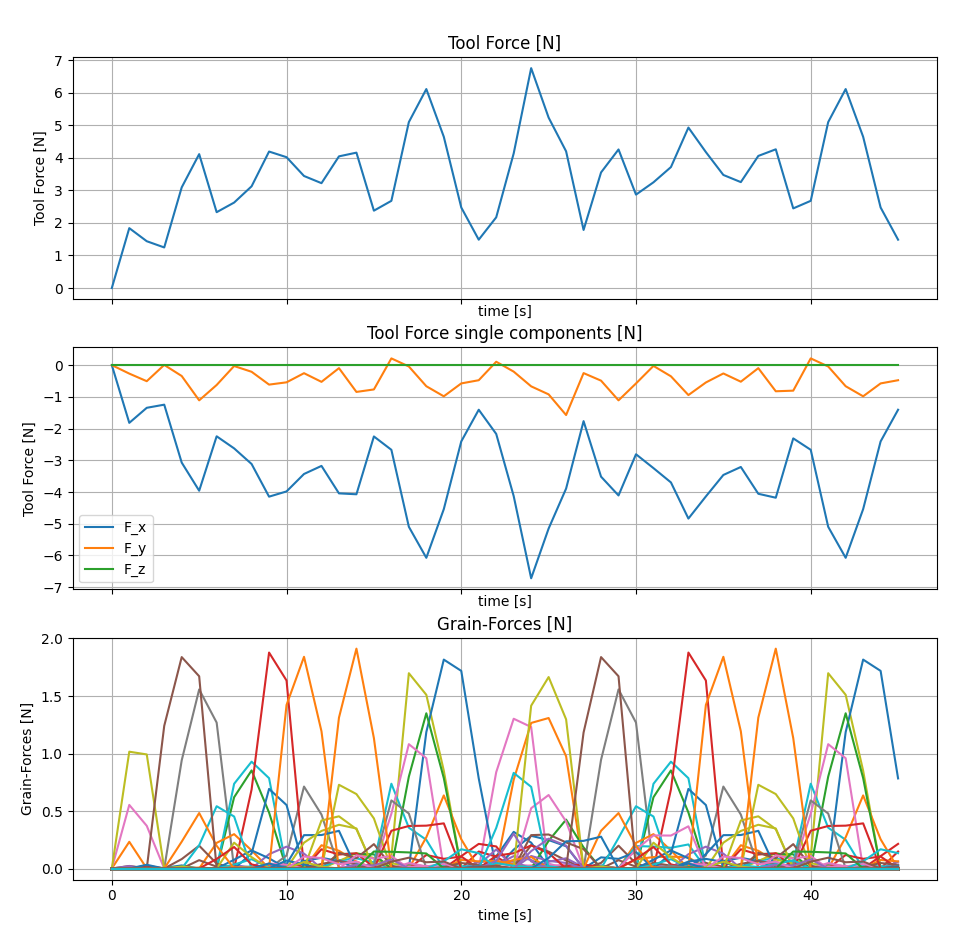 Tool Force [N]
7
6
5
4
3
2
1
0
Tool Force [N]
time [s]
Tool Force single components [N]
0
−1
−2
−3
−4
−5
−6
−7
Tool Force [N]
F_x
F_y
F_z
time [s]
Grain-Forces [N]
2.0
1.5
1.0
0.5
0.0
Grain-Forces [N]
0 10 20 30 40
time [s]